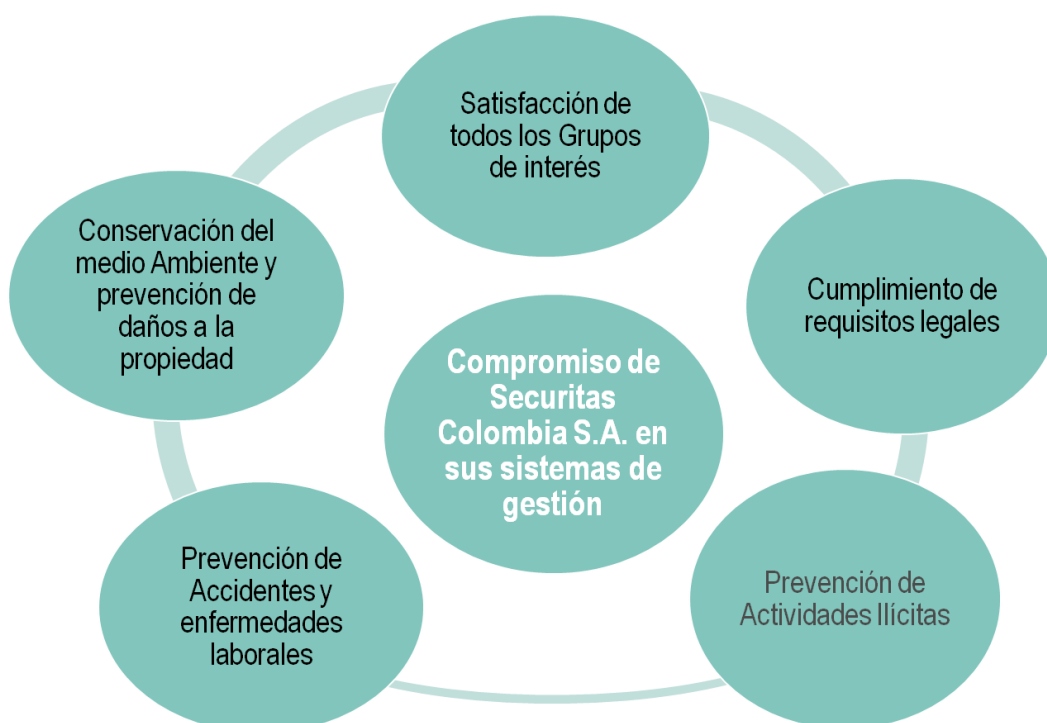 Satisfacción de
todos los Grupos
de interés
Conservación del
medio Ambiente y
prevención de
daños a la
propiedad
Cumplimiento de
requisitos legales
Compromiso de
Securitas
Colombia S.A. en
sus sistemas de
gestión
Prevención de
Accidentes y
enfermedades
laborales
Prevención de
Actividades Ilícitas